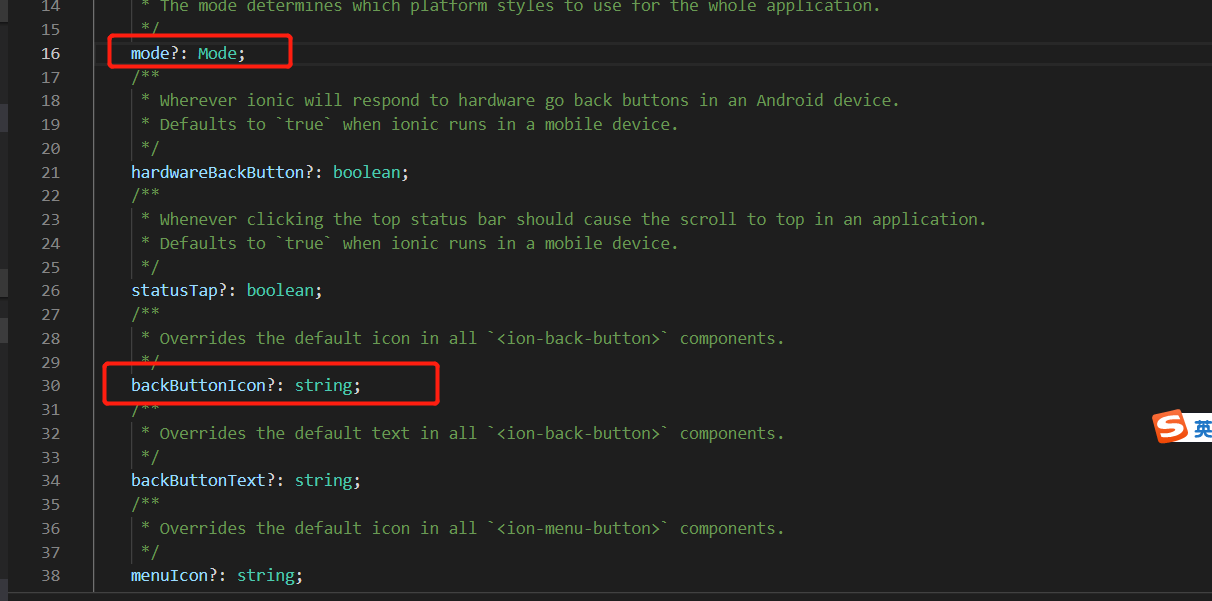 14 * The mode determines which platform styles to use for the whole application.
15 */
16 mode?: Mode;
17 /**
18 * Wherever ionic will respond to hardware go back buttons in an Android device.
19 * Defaults to `true` when ionic runs in a mobile device.
20 */
21 hardwareBackButton?: boolean;
22 /**
23 * Whenever clicking the top status bar should cause the scroll to top in an application.
24 * Defaults to `true` when ionic runs in a mobile device.
25 */
26 statusTap?: boolean;
27 /**
28 * Overrides the default icon in all `<ion-back-button>` components.
29 */
30 backButtonIcon?: string;
31 /**
32 * Overrides the default text in all `<ion-back-button>` components.
33 */
34 backButtonText?: string;
35 /**
36 * Overrides the default icon in all `<ion-menu-button>` components.
37 */
38 menuIcon?: string;
S 英